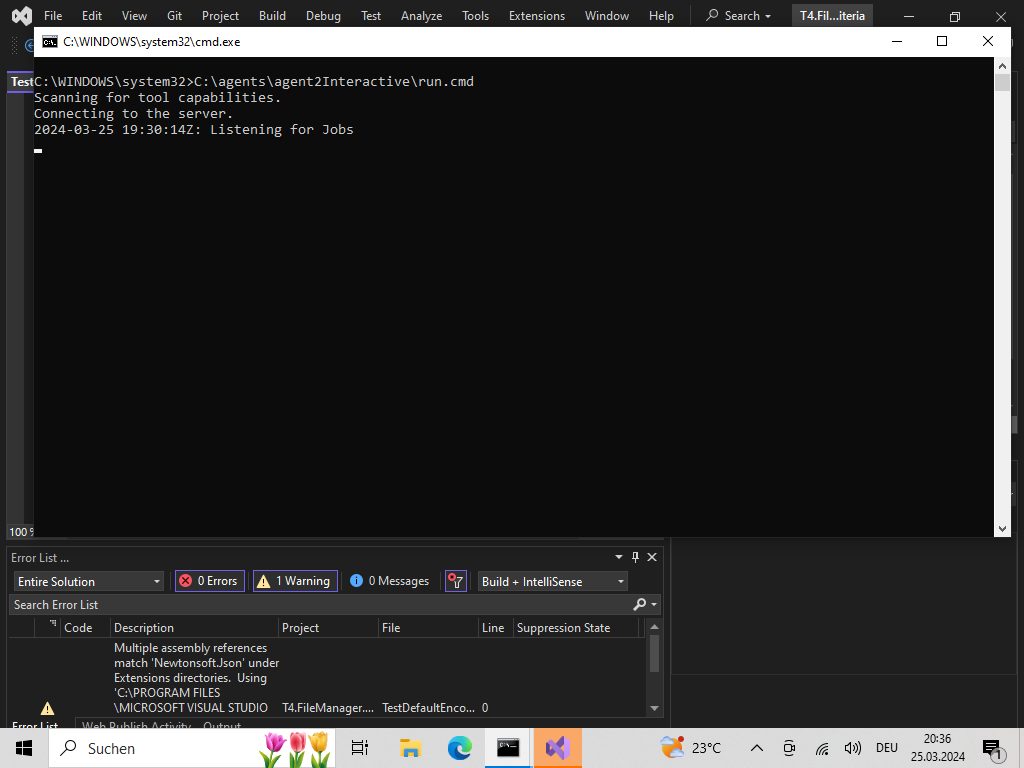 File Edit View Git Project Build Debug Test Analyze Tools Extensions Window Help Search T4.Fil...iteria
C:\WINDOWS\system32\cmd.exe
Test
C:\WINDOWS\system32>C:\agents\agent2Interactive\run.cmd
Scanning for tool capabilities.
Connecting to the server.
2024-03-25 19:30:14Z: Listening for Jobs
100 %
Error List ...
Entire Solution 0 Errors 1 Warning 0 Messages Build + IntelliSense
Search Error List
Code Description Project File Line Suppression State
Multiple assembly references
match 'Newtonsoft.Json' under
Extensions directories. Using
'C:\PROGRAM FILES
\MICROSOFT VISUAL STUDIO T4.FileManager.... TestDefaultEnco... 0
Error List Web Publish Activity Output
Suchen 23°C DEU 20:36
25.03.2024 1